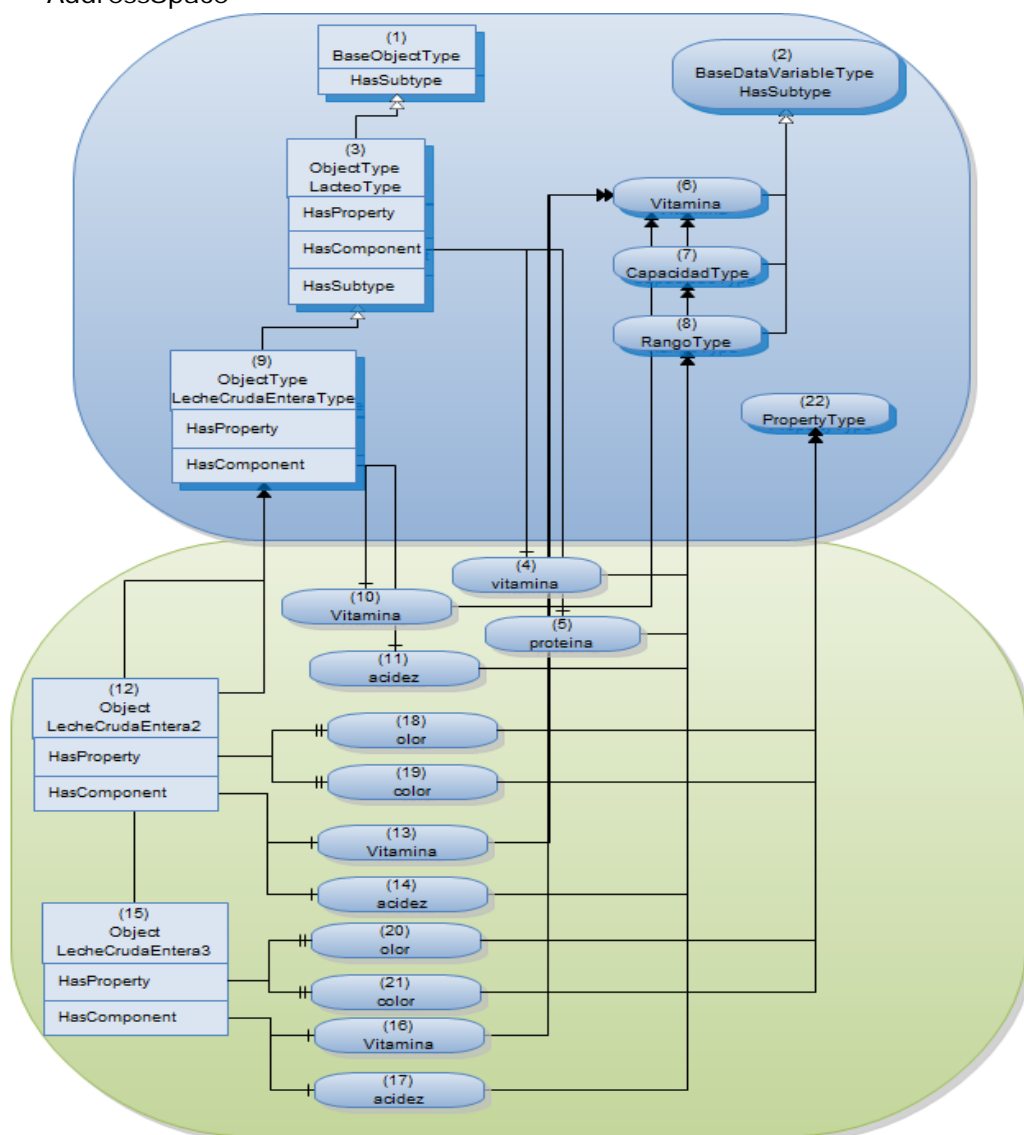 AddressSpace
(1)
BaseObjectType
HasSubtype
(2)
BaseDataVariableType
HasSubtype
(3)
ObjectType
LacteoType
HasProperty
HasComponent
HasSubtype
(6)
Vitamina
(7)
CapacidadType
(8)
RangoType
(9)
ObjectType
LecheCrudaEnteraType
HasProperty
HasComponent
(22)
PropertyType
(4)
vitamina
(10)
Vitamina
(5)
proteina
(11)
acidez
(12)
Object
LecheCrudaEntera2
HasProperty
HasComponent
(18)
olor
(19)
color
(13)
Vitamina
(14)
acidez
(15)
Object
LecheCrudaEntera3
HasProperty
HasComponent
(20)
olor
(21)
color
(16)
Vitamina
(17)
acidez